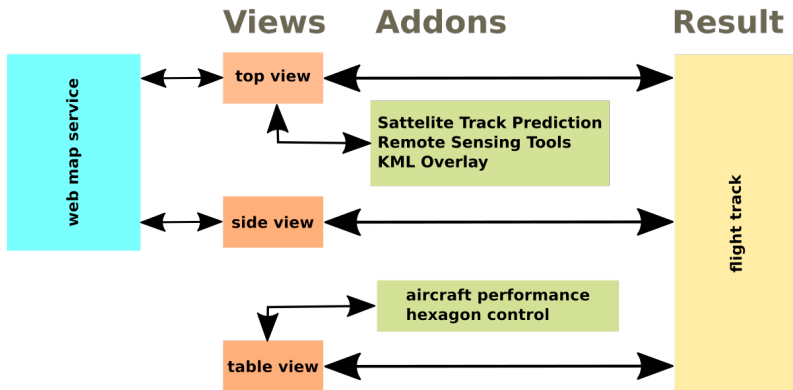 Views
Addons
Result
web map service
top view
Sattelite Track Prediction
Remote Sensing Tools
KML Overlay
side view
flight track
aircraft performance
hexagon control
table view